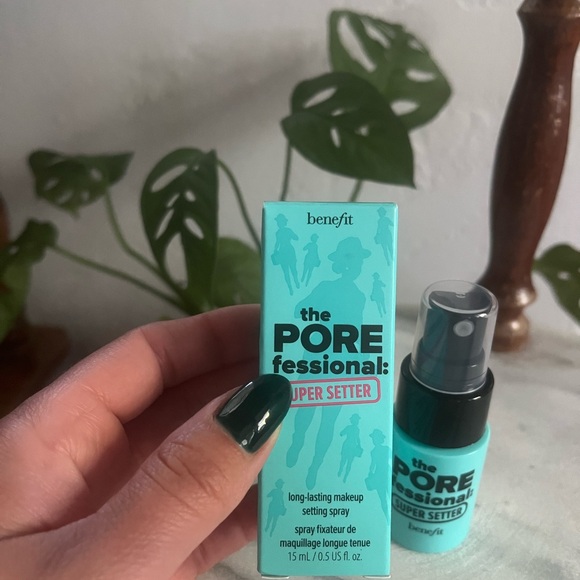 benefit
the
PORE
fessional:
SUPER SETTER
long-lasting makeup
setting spray
spray fixateur de
maquillage longue tenue
15 mL / 0.5 US fl. oz.
the
PORE
fessional:
SUPER SETTER
benefit